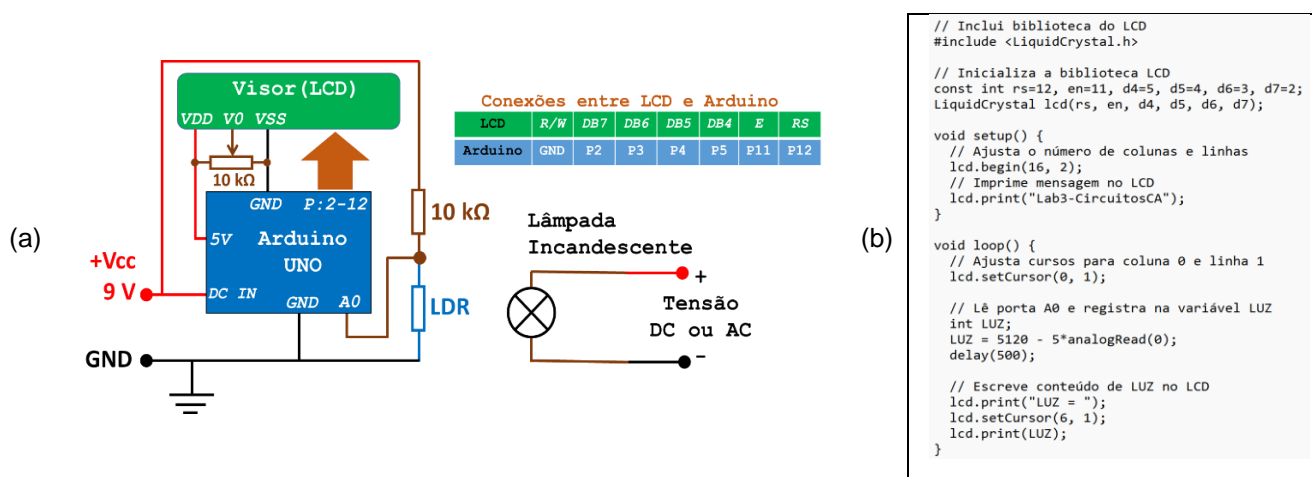 (a)
Visor(LCD)
VDD V0 VSS
10 kΩ
GND P:2-12
5V
Arduino
UNO
+Vcc
9 V
DC IN
GND A0
GND
10 kΩ
LDR
Conexões entre LCD e Arduino
LCD R/W DB7 DB6 DB5 DB4 E RS
Arduino GND P2 P3 P4 P5 P11 P12
Lâmpada
Incandescente
+
Tensão
DC ou AC
-
(b)
// Inclui biblioteca do LCD
#include <LiquidCrystal.h>
// Inicializa a biblioteca LCD
const int rs=12, en=11, d4=5, d5=4, d6=3, d7=2;
LiquidCrystal lcd(rs, en, d4, d5, d6, d7);
void setup() {
// Ajusta o número de colunas e linhas
lcd.begin(16, 2);
// Imprime mensagem no LCD
lcd.print("Lab3-CircuitosCA");
}
void loop() {
// Ajusta cursos para coluna 0 e linha 1
lcd.setCursor(0, 1);
// Lê porta A0 e registra na variável LUZ
int LUZ;
LUZ = 5120 - 5*analogRead(0);
delay(500);
// Escreve conteúdo de LUZ no LCD
lcd.print("LUZ = ");
lcd.setCursor(6, 1);
lcd.print(LUZ);
}